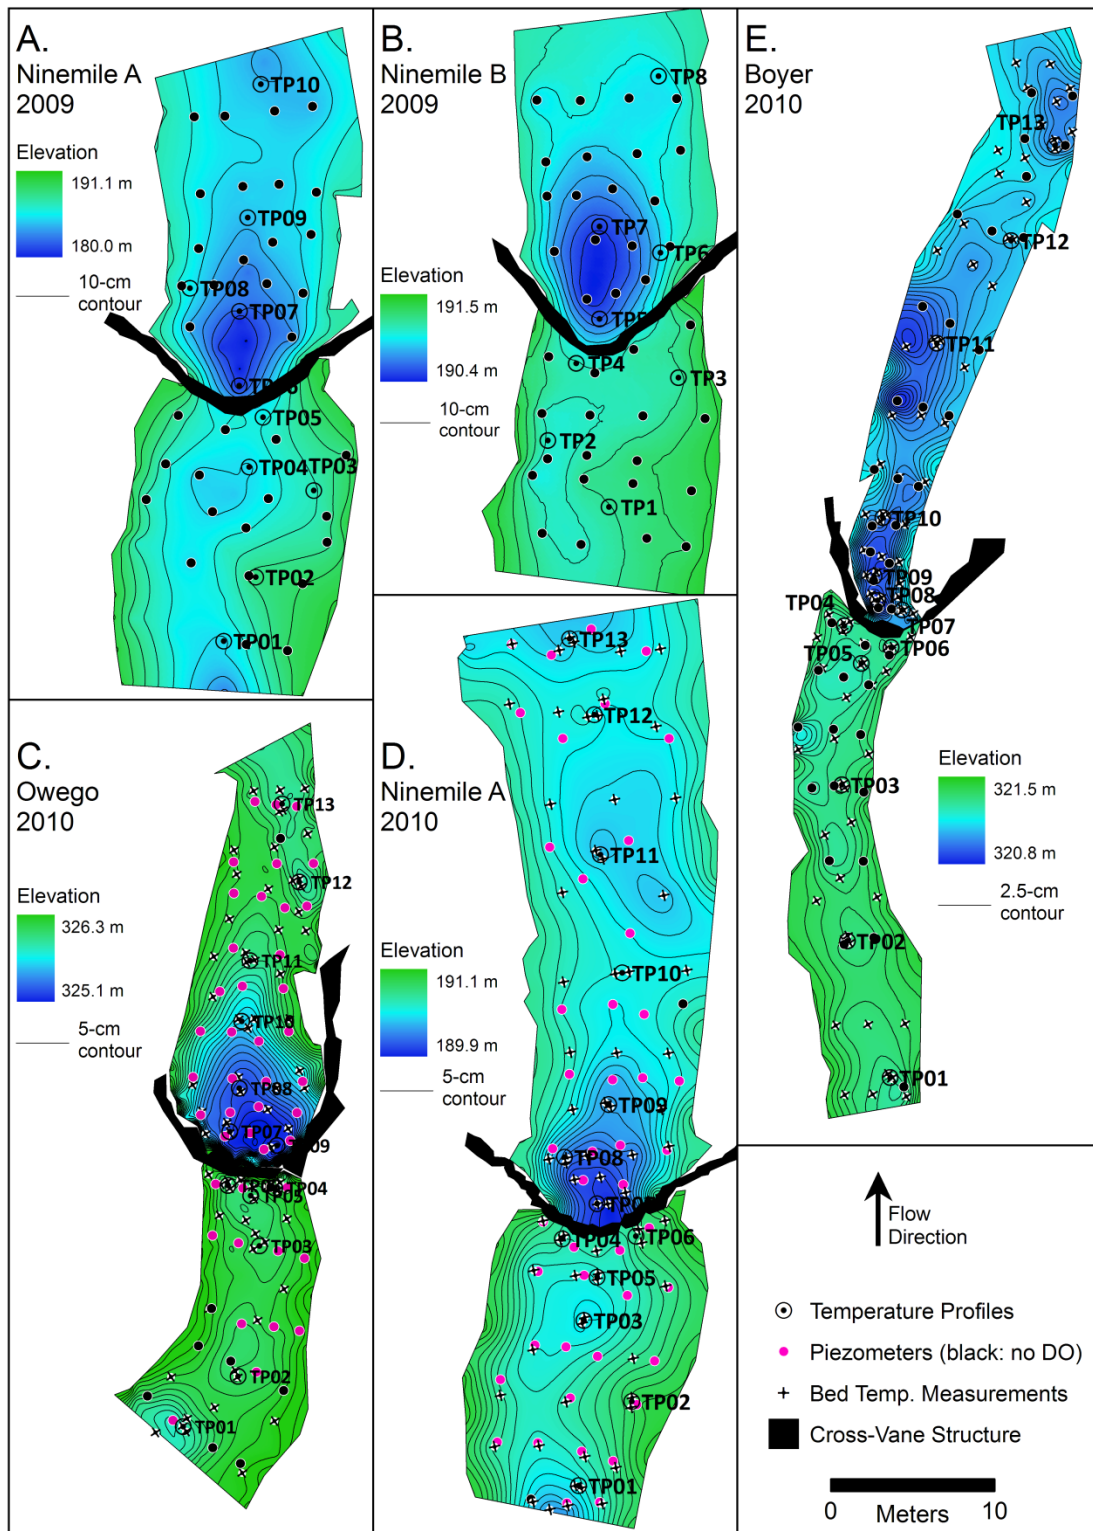 A.
Ninemile A
2009
Elevation
191.1 m
180.0 m
10-cm
contour
TP10
TP09
TP08
TP07
TP05
TP04
TP03
TP02
TP01
B.
Ninemile B
2009
Elevation
191.5 m
190.4 m
10-cm
contour
TP8
TP7
TP6
TP5
TP4
TP3
TP2
TP1
E.
Boyer
2010
TP13
TP12
TP11
TP10
TP09
TP08
TP04
TP07
TP06
TP05
TP03
TP02
TP01
Elevation
321.5 m
320.8 m
2.5-cm
contour
C.
Owego
2010
Elevation
326.3 m
325.1 m
5-cm
contour
TP13
TP12
TP11
TP10
TP08
TP07
TP04
TP05
TP03
TP02
TP01
D.
Ninemile A
2010
Elevation
191.1 m
189.9 m
5-cm
contour
TP13
TP12
TP11
TP10
TP09
TP08
TP04
TP06
TP05
TP03
TP02
TP01
Flow
Direction
Temperature Profiles
Piezometers (black: no DO)
Bed Temp. Measurements
Cross-Vane Structure
0 10
Meters